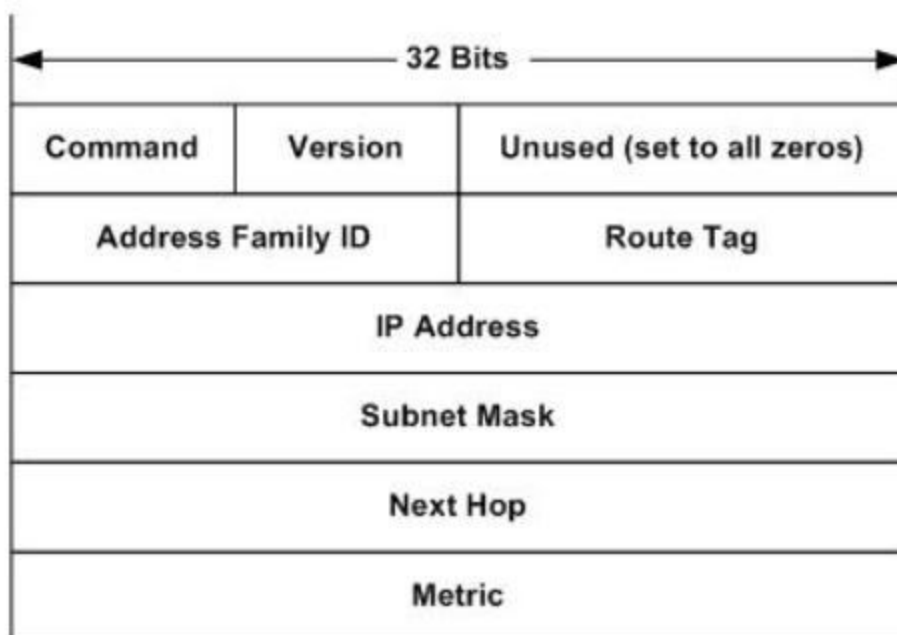 32 Bits
Command Version Unused (set to all zeros)
Address Family ID Route Tag
IP Address
Subnet Mask
Next Hop
Metric